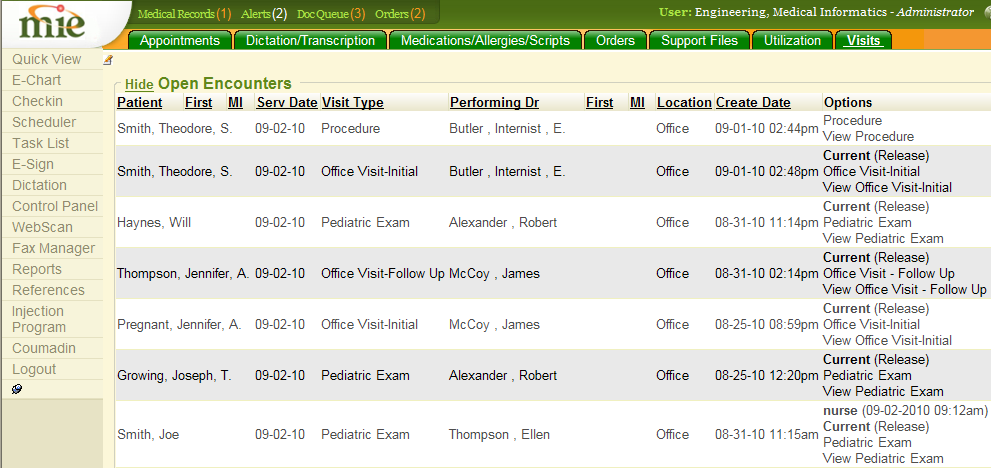 mie
Medical Records (1) Alerts (2) Doc Queue (3) Orders (2)
User: Engineering, Medical Informatics - Administrator
Appointments Dictation/Transcription Medications/Allergies/Scripts Orders Support Files Utilization Visits
Quick View
E-Chart
Checkin
Scheduler
Task List
E-Sign
Dictation
Control Panel
WebScan
Fax Manager
Reports
References
Injection
Program
Coumadin
Logout
Hide Open Encounters
Patient First MI Serv Date Visit Type Performing Dr First MI Location Create Date Options
Smith, Theodore, S. 09-02-10 Procedure Butler , Internist , E. Office 09-01-10 02:44pm Procedure
View Procedure
Current (Release)
Smith, Theodore, S. 09-02-10 Office Visit-Initial Butler , Internist , E. Office 09-01-10 02:48pm Office Visit-Initial
View Office Visit-Initial
Current (Release)
Haynes, Will 09-02-10 Pediatric Exam Alexander , Robert Office 08-31-10 11:14pm Pediatric Exam
View Pediatric Exam
Current (Release)
Thompson, Jennifer, A. 09-02-10 Office Visit-Follow Up McCoy , James Office 08-31-10 02:14pm Office Visit - Follow Up
View Office Visit - Follow Up
Current (Release)
Pregnant, Jennifer, A. 09-02-10 Office Visit-Initial McCoy , James Office 08-25-10 08:59pm Office Visit-Initial
View Office Visit-Initial
Current (Release)
Growing, Joseph, T. 09-02-10 Pediatric Exam Alexander , Robert Office 08-25-10 12:20pm Pediatric Exam
View Pediatric Exam
nurse (09-02-2010 09:12am)
Current (Release)
Smith, Joe 09-02-10 Pediatric Exam Thompson , Ellen Office 08-31-10 11:15am Pediatric Exam
View Pediatric Exam